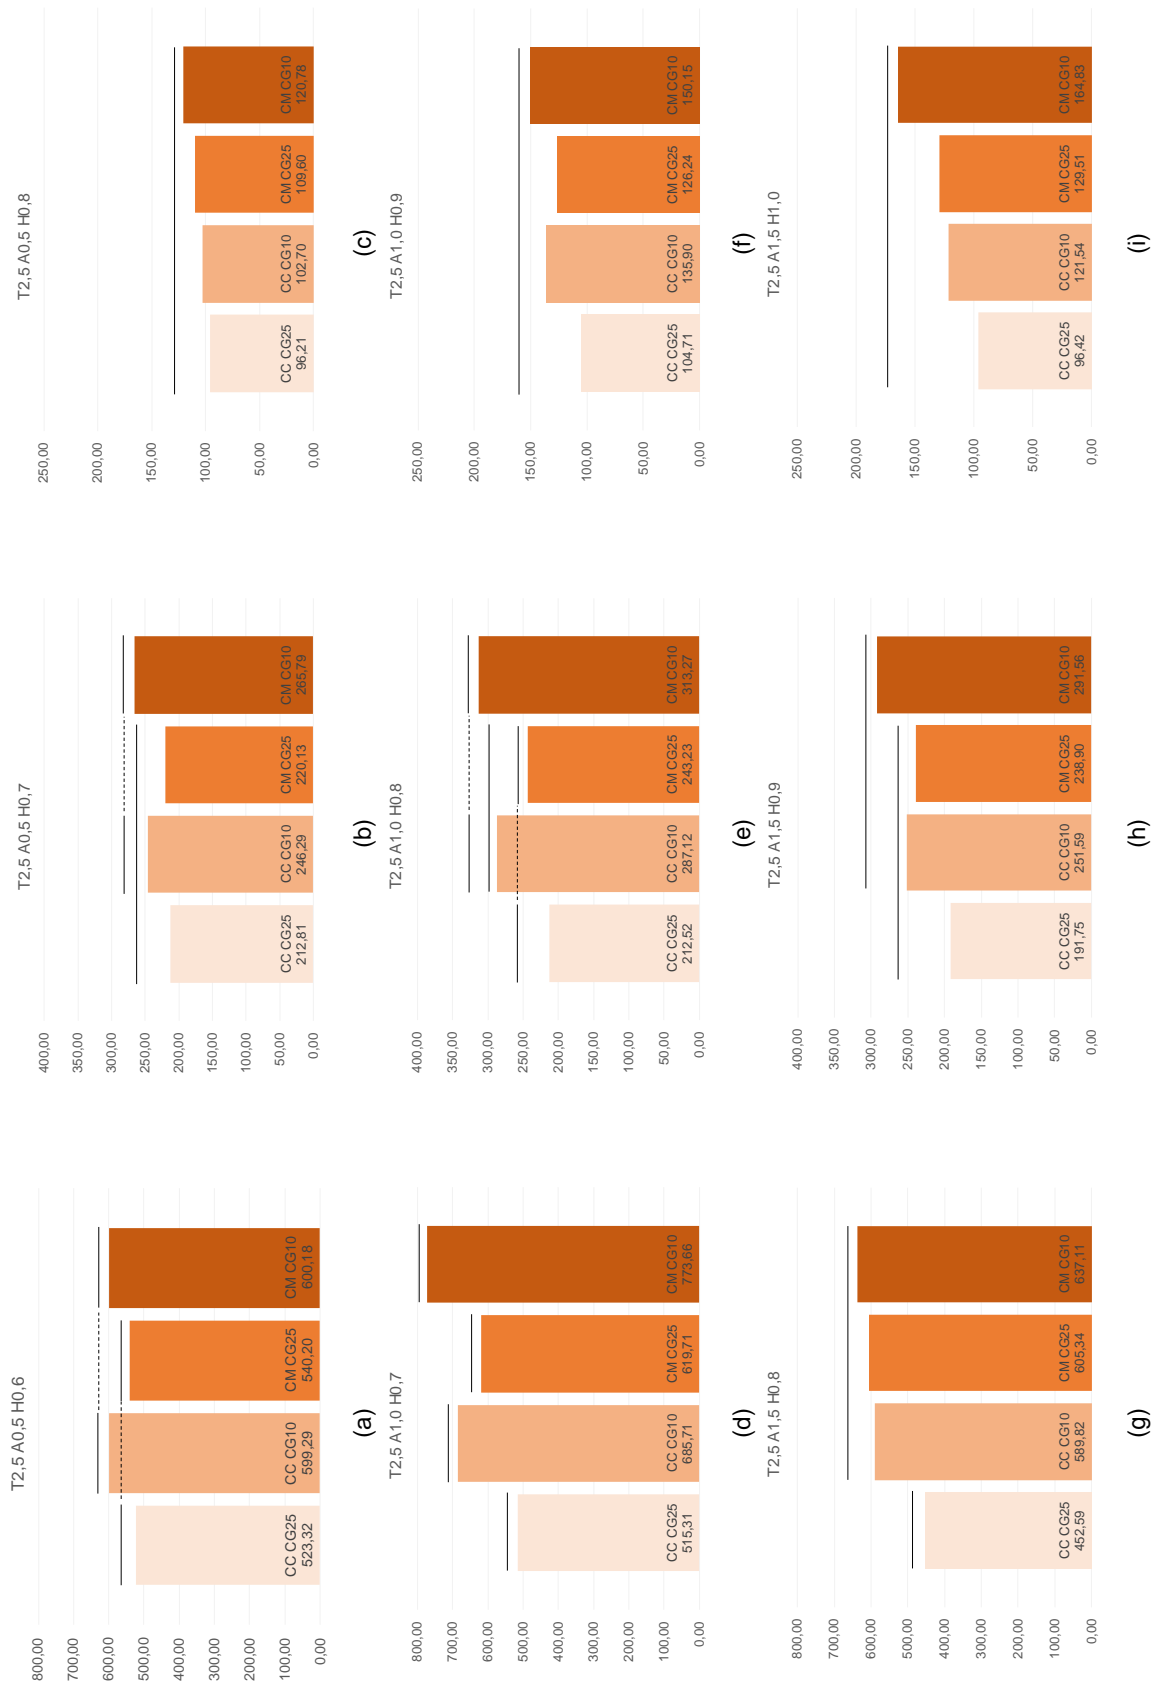 T2,5 A0,5 H0,6
800,00
700,00
600,00
500,00
400,00
300,00
200,00
100,00
0,00
CC CG25
523,32
CC CG10
599,29
CM CG25
540,20
CM CG10
600,18
(a)
T2,5 A0,5 H0,7
400,00
350,00
300,00
250,00
200,00
150,00
100,00
50,00
0,00
CC CG25
212,81
CC CG10
246,29
CM CG25
220,13
CM CG10
265,79
(b)
T2,5 A0,5 H0,8
250,00
200,00
150,00
100,00
50,00
0,00
CC CG25
96,21
CC CG10
102,70
CM CG25
109,60
CM CG10
120,78
(c)
T2,5 A1,0 H0,7
800,00
700,00
600,00
500,00
400,00
300,00
200,00
100,00
0,00
CC CG25
515,31
CC CG10
685,71
CM CG25
619,71
CM CG10
773,66
(d)
T2,5 A1,0 H0,8
400,00
350,00
300,00
250,00
200,00
150,00
100,00
50,00
0,00
CC CG25
212,52
CC CG10
287,12
CM CG25
243,23
CM CG10
313,27
(e)
T2,5 A1,0 H0,9
250,00
200,00
150,00
100,00
50,00
0,00
CC CG25
104,71
CC CG10
135,90
CM CG25
126,24
CM CG10
150,15
(f)
T2,5 A1,5 H0,8
800,00
700,00
600,00
500,00
400,00
300,00
200,00
100,00
0,00
CC CG25
452,59
CC CG10
589,82
CM CG25
605,34
CM CG10
637,11
(g)
T2,5 A1,5 H0,9
400,00
350,00
300,00
250,00
200,00
150,00
100,00
50,00
0,00
CC CG25
191,75
CC CG10
251,59
CM CG25
238,90
CM CG10
291,56
(h)
T2,5 A1,5 H1,0
250,00
200,00
150,00
100,00
50,00
0,00
CC CG25
96,42
CC CG10
121,54
CM CG25
129,51
CM CG10
164,83
(i)